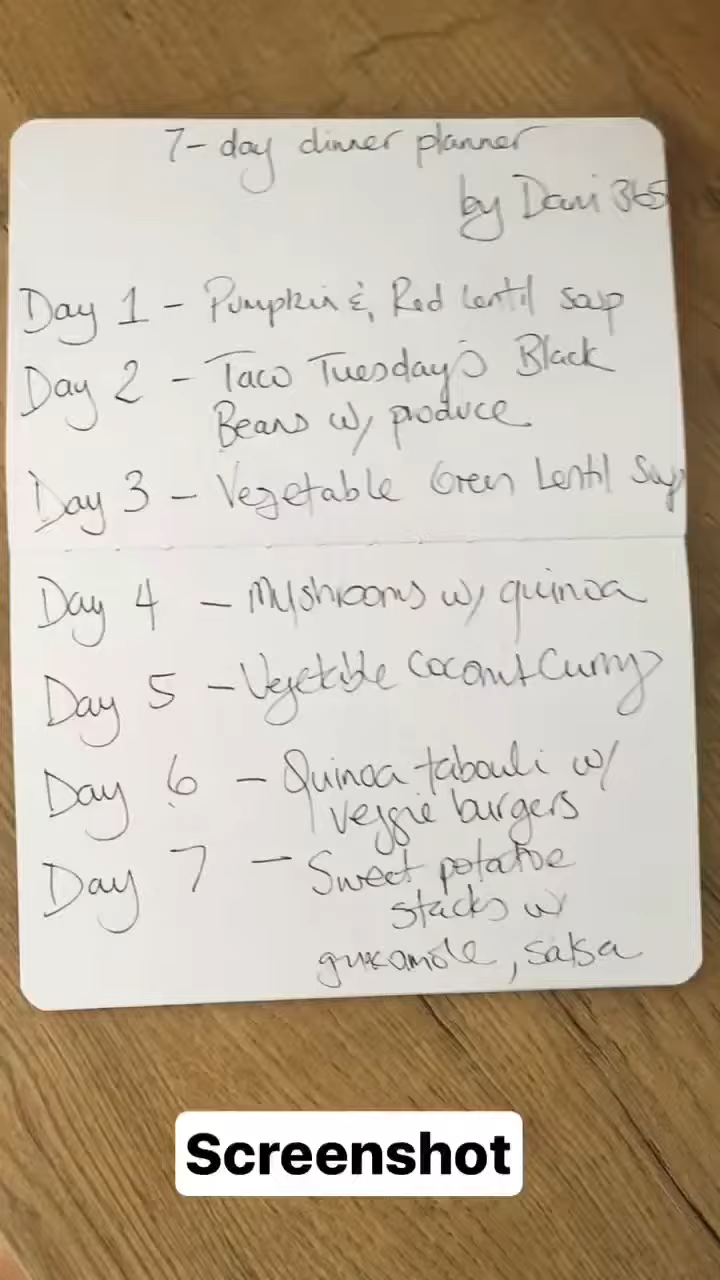 7-day dinner planner
by Dani 365
Day 1 - Pumpkin & Red Lentil soup
Day 2 - Taco Tuesday's Black
Beans w/ produce
Day 3 - Vegetable Green Lentil Soup
Day 4 - Mushrooms w/ quinoa
Day 5 - Vegetable Coconut Curry
Day 6 - Quinoa tabouli w/
veggie burgers
Day 7 - Sweet potatoe
stacks w/
guacamole, salsa
Screenshot